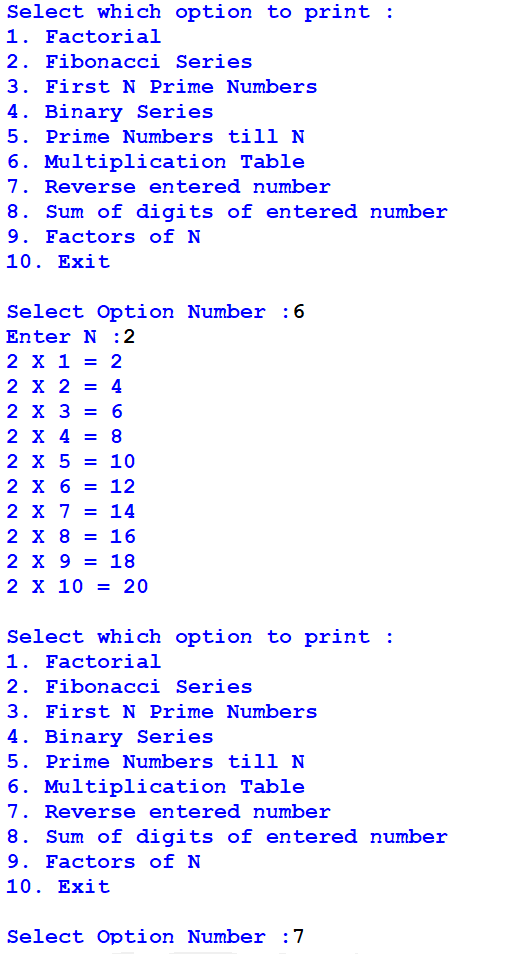 Select which option to print :
1. Factorial
2. Fibonacci Series
3. First N Prime Numbers
4. Binary Series
5. Prime Numbers till N
6. Multiplication Table
7. Reverse entered number
8. Sum of digits of entered number
9. Factors of N
10. Exit
Select Option Number :6
Enter N :2
2 X 1 = 2
2 X 2 = 4
2 X 3 = 6
2 X 4 = 8
2 X 5 = 10
2 X 6 = 12
2 X 7 = 14
2 X 8 = 16
2 X 9 = 18
2 X 10 = 20
Select which option to print :
1. Factorial
2. Fibonacci Series
3. First N Prime Numbers
4. Binary Series
5. Prime Numbers till N
6. Multiplication Table
7. Reverse entered number
8. Sum of digits of entered number
9. Factors of N
10. Exit
Select Option Number :7